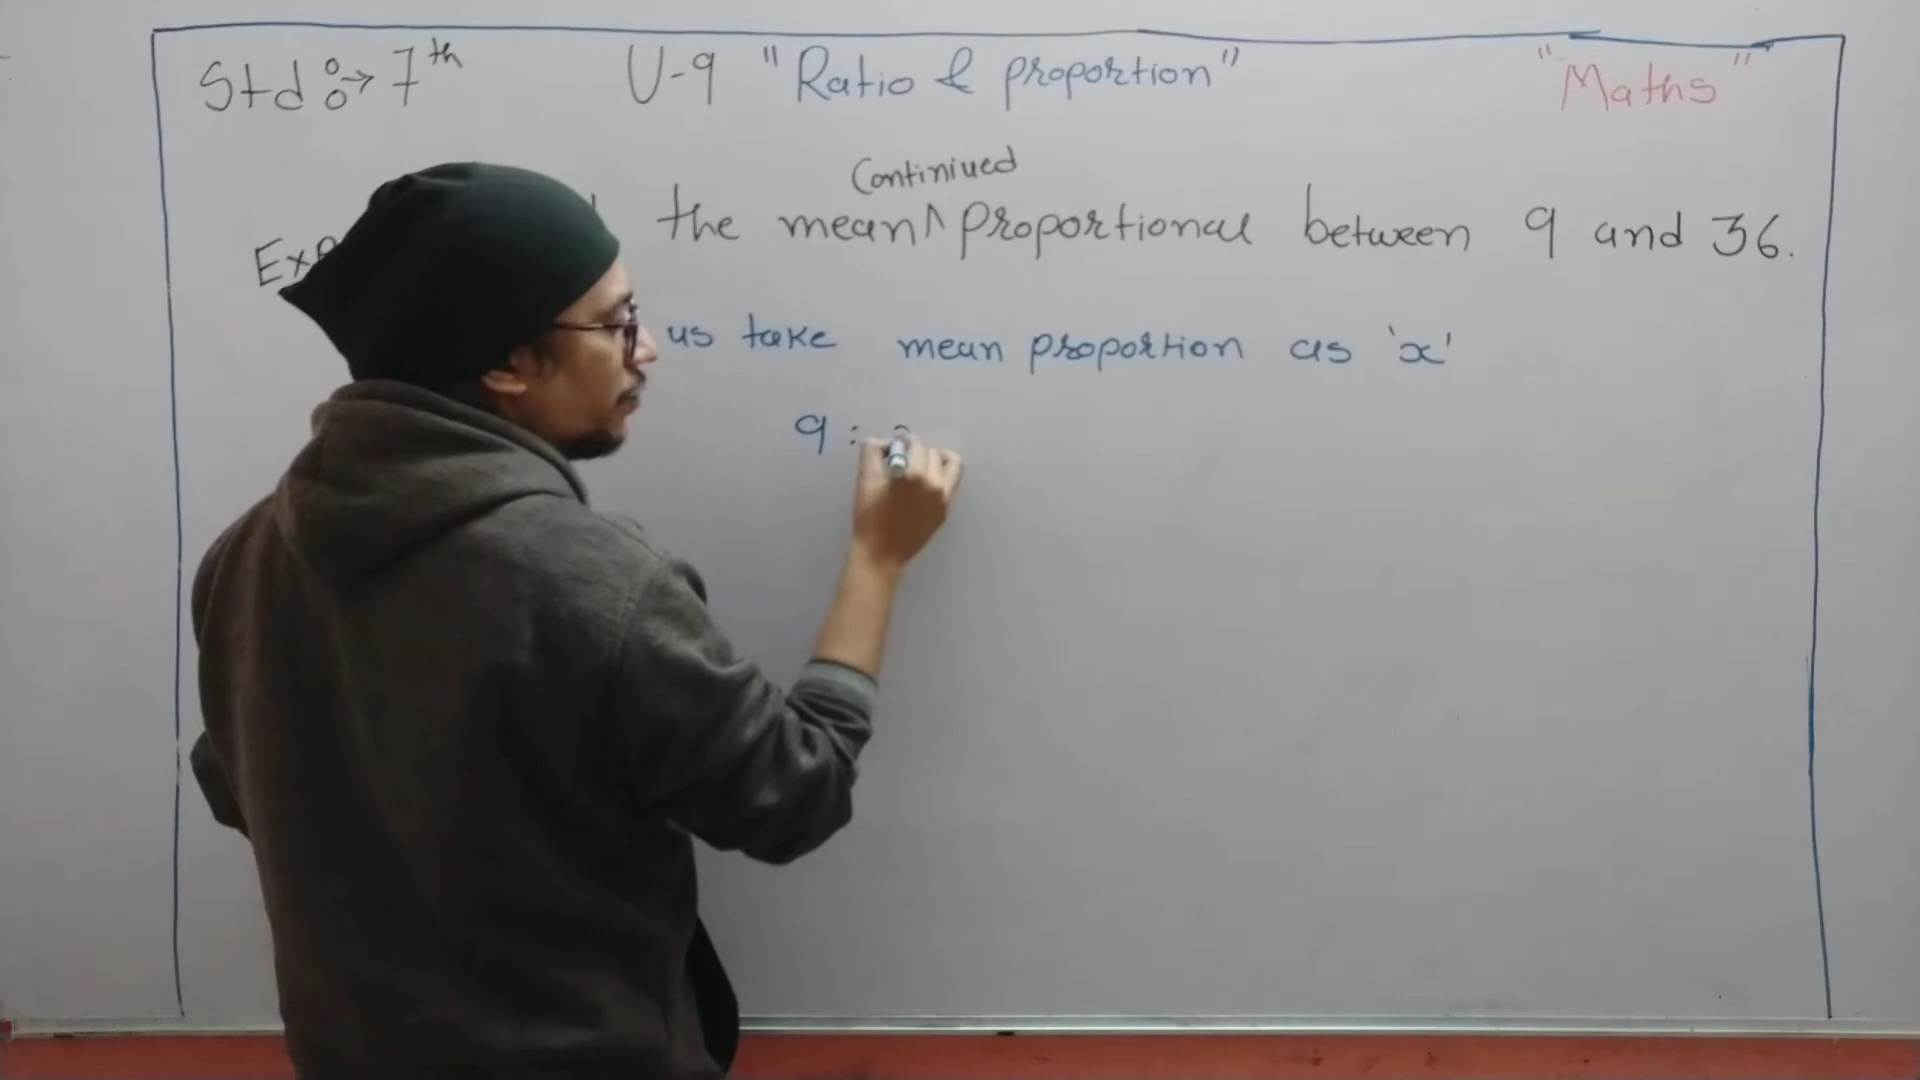 Std :→ 7th U-9 "Ratio & proportion" "Maths"
Continiued
the mean^proportional between 9 and 36.
us take mean proportion as 'x'
9 :